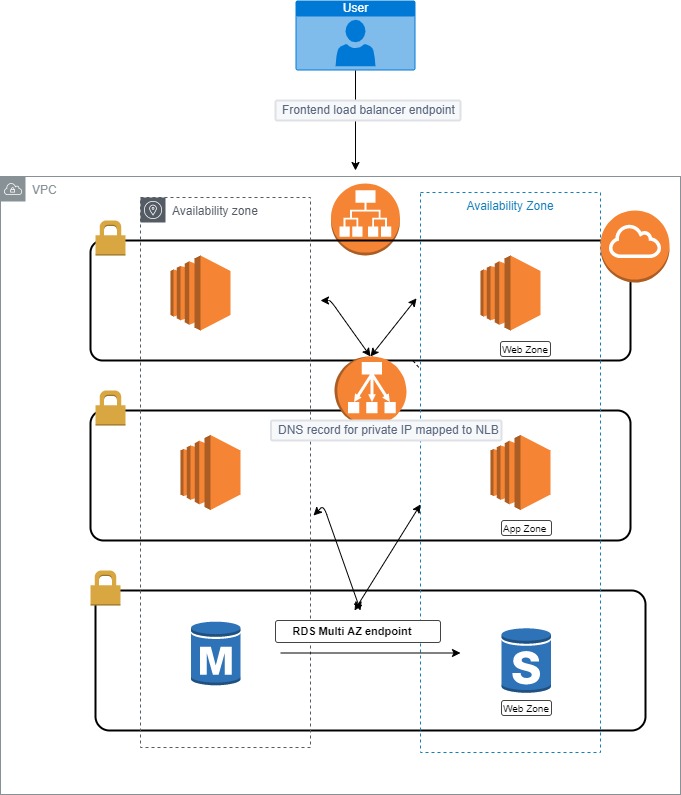 User
Frontend load balancer endpoint
VPC
Availability zone
Availability Zone
Web Zone
DNS record for private IP mapped to NLB
App Zone
RDS Multi AZ endpoint
M
S
Web Zone